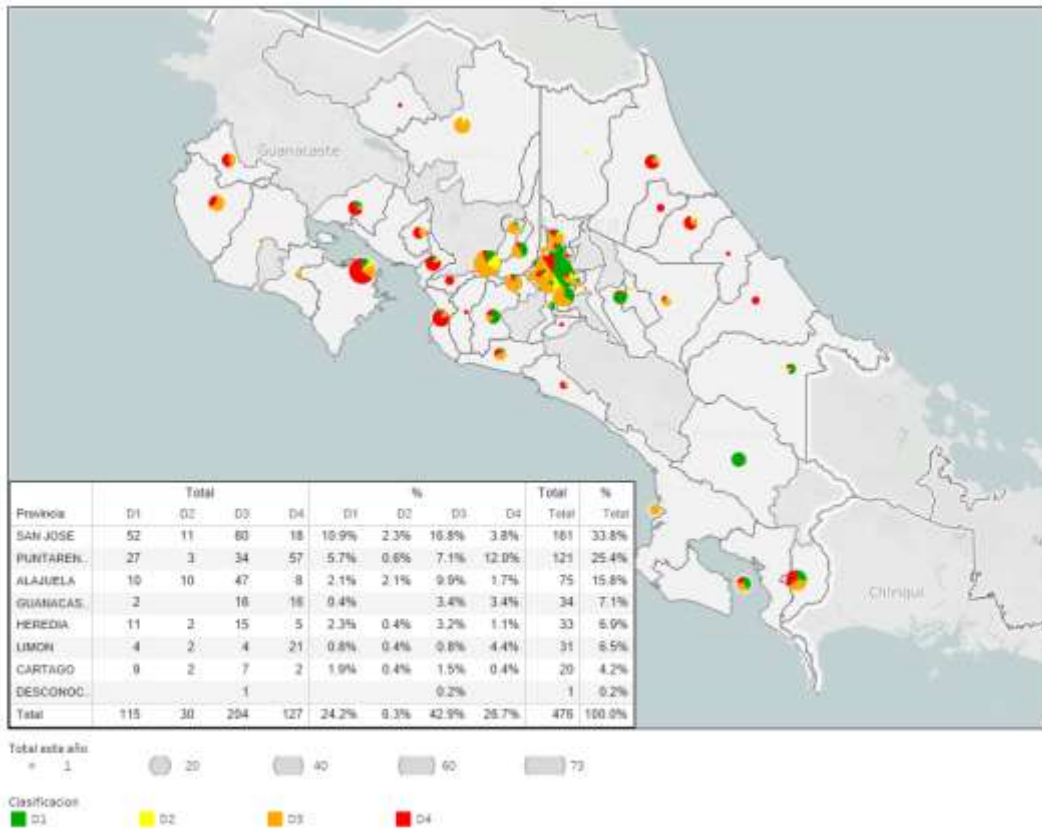 Guanacaste
Chiriquí
Total % Total %
Provincia D1 D2 D3 D4 D1 D2 D3 D4 Total Total
SAN JOSE 52 11 80 18 10.9% 2.3% 16.8% 3.8% 161 33.8%
PUNTAREN.. 27 3 34 57 5.7% 0.6% 7.1% 12.0% 121 25.4%
ALAJUELA 10 10 47 8 2.1% 2.1% 9.9% 1.7% 75 15.8%
GUANACAS.. 2 16 16 0.4% 3.4% 3.4% 34 7.1%
HEREDIA 11 2 15 5 2.3% 0.4% 3.2% 1.1% 33 6.9%
LIMON 4 2 4 21 0.8% 0.4% 0.8% 4.4% 31 6.5%
CARTAGO 9 2 7 2 1.9% 0.4% 1.5% 0.4% 20 4.2%
DESCONOC.. 1 0.2% 1 0.2%
Total 115 30 204 127 24.2% 6.3% 42.9% 26.7% 476 100.0%
Total este año
1 20 40 60 73
Clasificacion
D1 D2 D3 D4